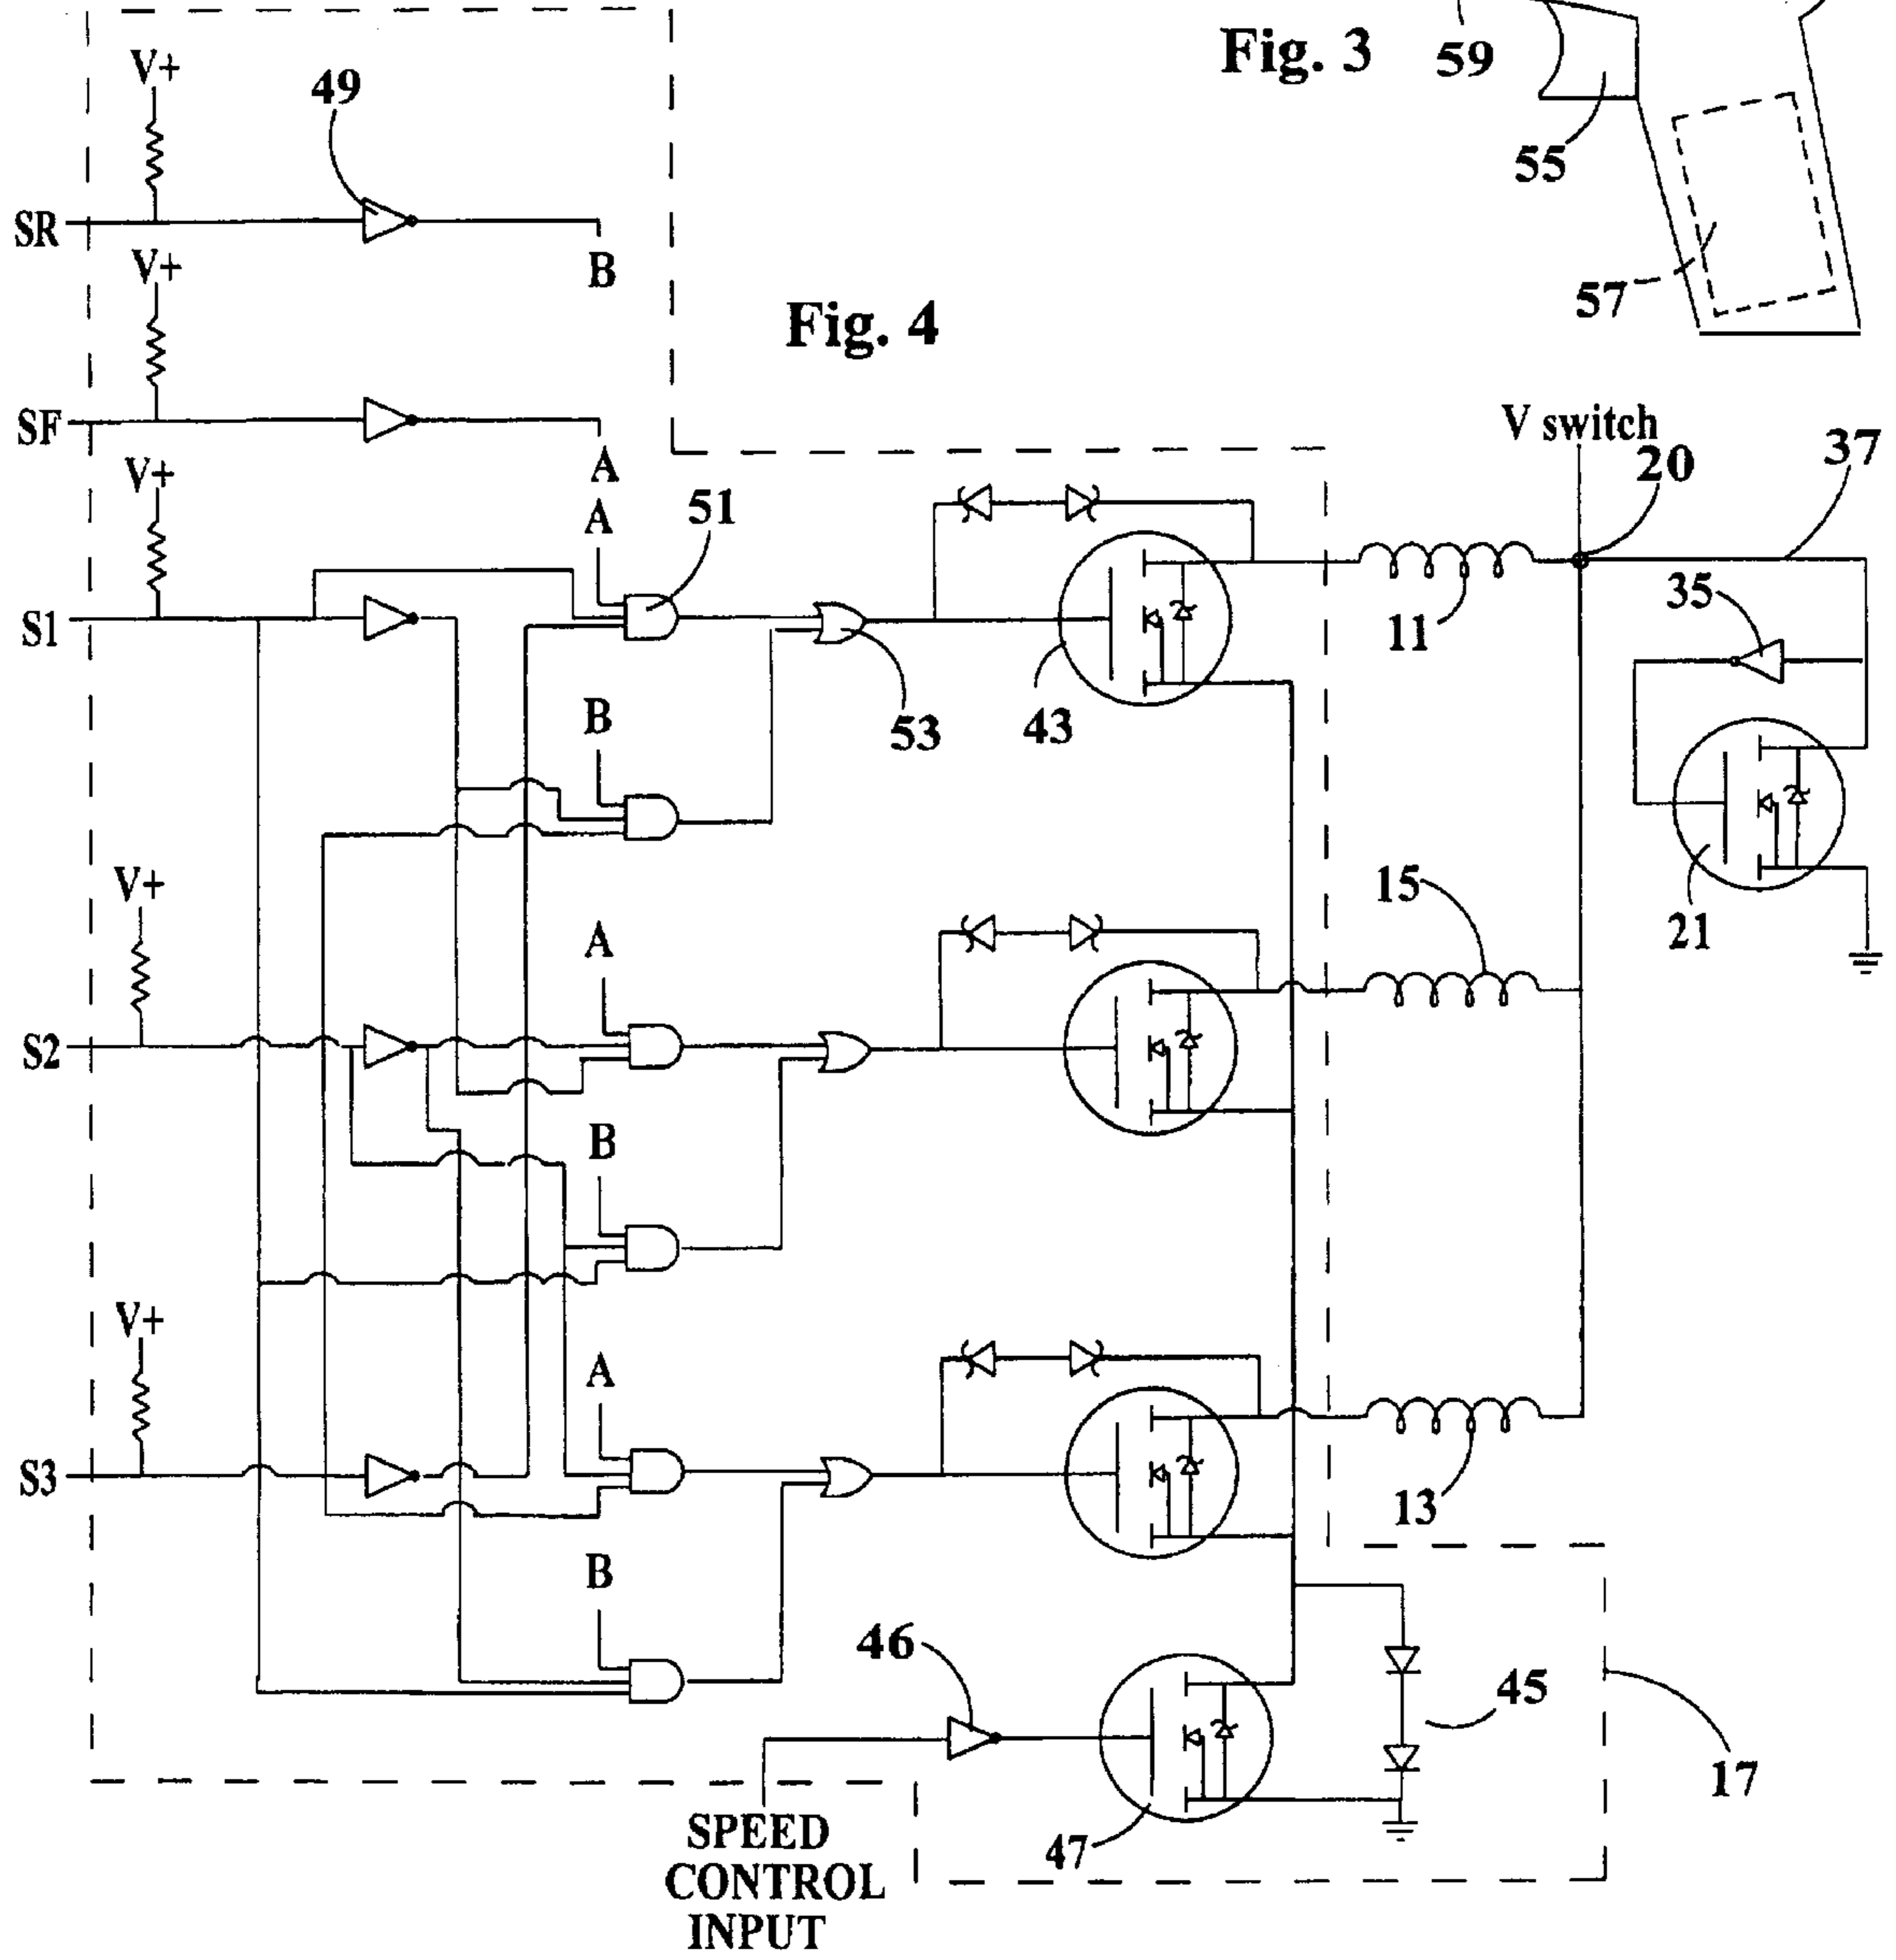 Fig. 3
59
55
57
V+
49
SR
B
V+
Fig. 4
SF
A
V switch
20
37
V+
A
51
S1
11
35
B
53
43
V+
15
21
A
S2
B
V+
A
S3
13
B
46
45
17
47
SPEED
CONTROL
INPUT